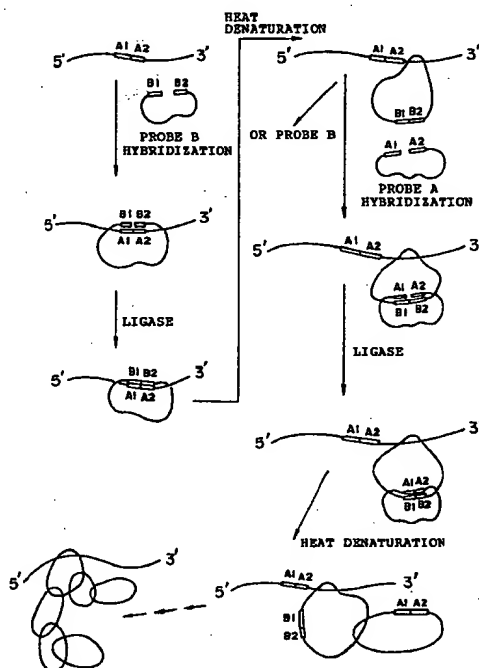 HEAT
DENATURATION
5' A1 A2 3'
B1 B2
PROBE B
HYBRIDIZATION
5' B1 B2 3'
A1 A2
LIGASE
B1 B2
5' 3'
A1 A2
5' A1 A2 3'
B1 B2
OR PROBE B
A1 A2
PROBE A
HYBRIDIZATION
5' A1 A2 3'
A1 A2
B1 B2
LIGASE
5' A1 A2 3
A1 A2
B1 B2
HEAT DENATURATION
5' A1 A2 3'
B1
B2
A1 A2
5' 3'